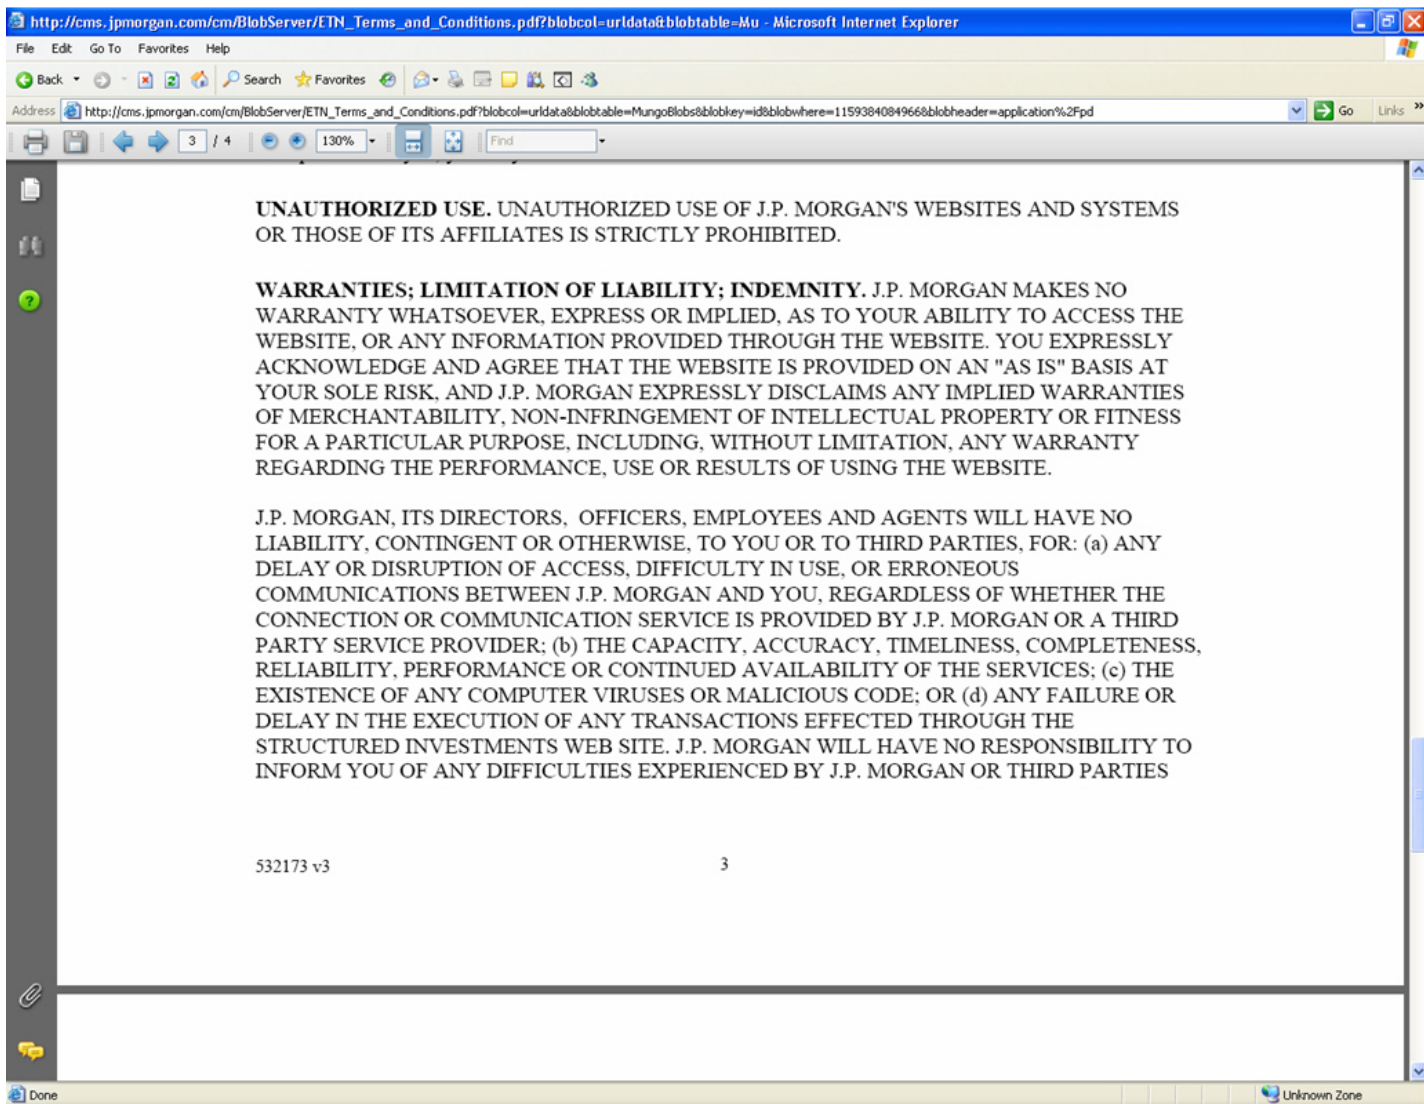 http://cms.jpmorgan.com/cm/BlobServer/ETN_Terms_and_Conditions.pdf?blobcol=urldata&blobtable=Mu - Microsoft Internet Explorer
File Edit Go To Favorites Help
Back Search Favorites
Address http://cms.jpmorgan.com/cm/BlobServer/ETN_Terms_and_Conditions.pdf?blobcol=urldata&blobtable=MungoBlobs&blobkey=id&blobwhere=1159384084966&blobheader=application%2Fpd Go Links »
3 / 4 130% Find
UNAUTHORIZED USE. UNAUTHORIZED USE OF J.P. MORGAN'S WEBSITES AND SYSTEMS
OR THOSE OF ITS AFFILIATES IS STRICTLY PROHIBITED.
WARRANTIES; LIMITATION OF LIABILITY; INDEMNITY. J.P. MORGAN MAKES NO
WARRANTY WHATSOEVER, EXPRESS OR IMPLIED, AS TO YOUR ABILITY TO ACCESS THE
WEBSITE, OR ANY INFORMATION PROVIDED THROUGH THE WEBSITE. YOU EXPRESSLY
ACKNOWLEDGE AND AGREE THAT THE WEBSITE IS PROVIDED ON AN "AS IS" BASIS AT
YOUR SOLE RISK, AND J.P. MORGAN EXPRESSLY DISCLAIMS ANY IMPLIED WARRANTIES
OF MERCHANTABILITY, NON-INFRINGEMENT OF INTELLECTUAL PROPERTY OR FITNESS
FOR A PARTICULAR PURPOSE, INCLUDING, WITHOUT LIMITATION, ANY WARRANTY
REGARDING THE PERFORMANCE, USE OR RESULTS OF USING THE WEBSITE.
J.P. MORGAN, ITS DIRECTORS, OFFICERS, EMPLOYEES AND AGENTS WILL HAVE NO
LIABILITY, CONTINGENT OR OTHERWISE, TO YOU OR TO THIRD PARTIES, FOR: (a) ANY
DELAY OR DISRUPTION OF ACCESS, DIFFICULTY IN USE, OR ERRONEOUS
COMMUNICATIONS BETWEEN J.P. MORGAN AND YOU, REGARDLESS OF WHETHER THE
CONNECTION OR COMMUNICATION SERVICE IS PROVIDED BY J.P. MORGAN OR A THIRD
PARTY SERVICE PROVIDER; (b) THE CAPACITY, ACCURACY, TIMELINESS, COMPLETENESS,
RELIABILITY, PERFORMANCE OR CONTINUED AVAILABILITY OF THE SERVICES; (c) THE
EXISTENCE OF ANY COMPUTER VIRUSES OR MALICIOUS CODE; OR (d) ANY FAILURE OR
DELAY IN THE EXECUTION OF ANY TRANSACTIONS EFFECTED THROUGH THE
STRUCTURED INVESTMENTS WEB SITE. J.P. MORGAN WILL HAVE NO RESPONSIBILITY TO
INFORM YOU OF ANY DIFFICULTIES EXPERIENCED BY J.P. MORGAN OR THIRD PARTIES
532173 v3 3
Done Unknown Zone